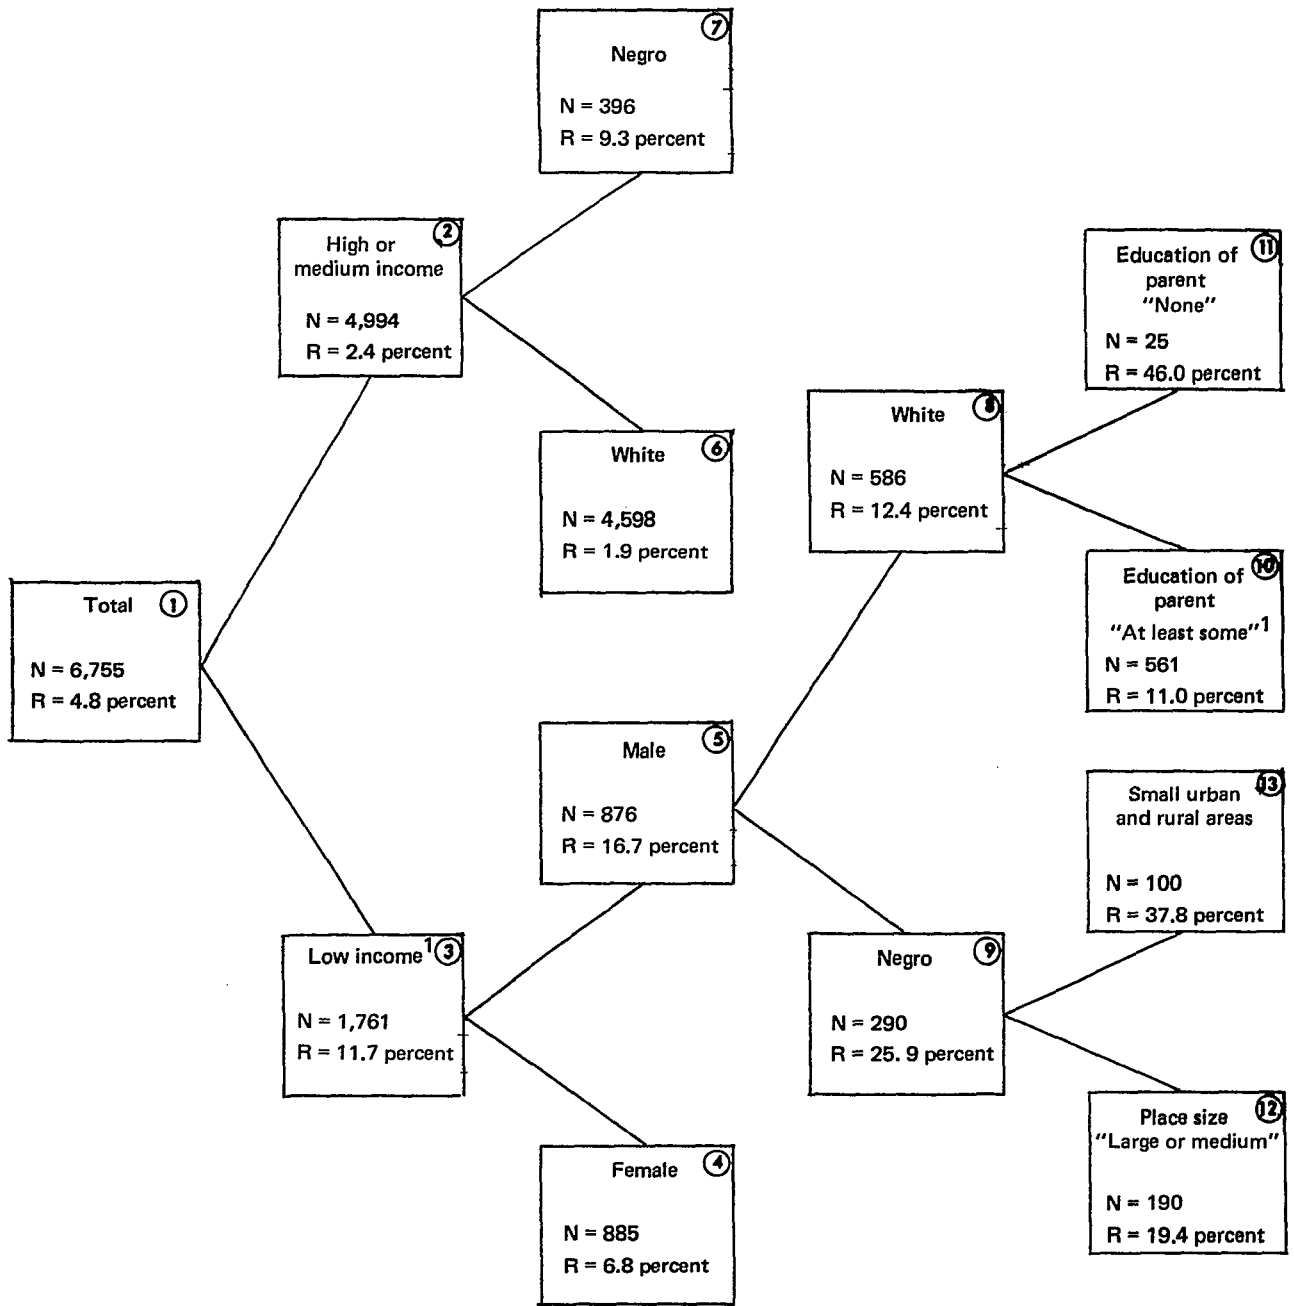 7
Negro
N = 396
R = 9.3 percent
2
High or
medium income
N = 4,994
R = 2.4 percent
11
Education of
parent
"None"
N = 25
R = 46.0 percent
8
White
N = 586
R = 12.4 percent
6
White
N = 4,598
R = 1.9 percent
10
Education of
parent
"At least some"1
N = 561
R = 11.0 percent
Total 1
N = 6,755
R = 4.8 percent
5
Male
N = 876
R = 16.7 percent
13
Small urban
and rural areas
N = 100
R = 37.8 percent
Low income1 3
N = 1,761
R = 11.7 percent
9
Negro
N = 290
R = 25.9 percent
12
Place size
"Large or medium"
N = 190
R = 19.4 percent
4
Female
N = 885
R = 6.8 percent